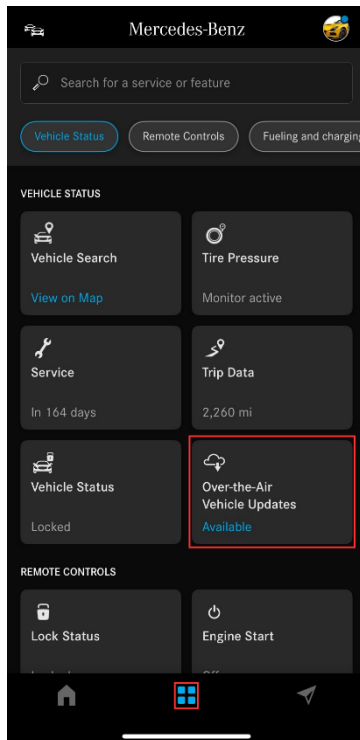 Mercedes-Benz
Search for a service or feature
Vehicle Status
Remote Controls
Fueling and charging
VEHICLE STATUS
Vehicle Search
View on Map
Tire Pressure
Monitor active
Service
In 164 days
Trip Data
2,260 mi
Vehicle Status
Locked
Over-the-Air
Vehicle Updates
Available
REMOTE CONTROLS
Lock Status
Engine Start